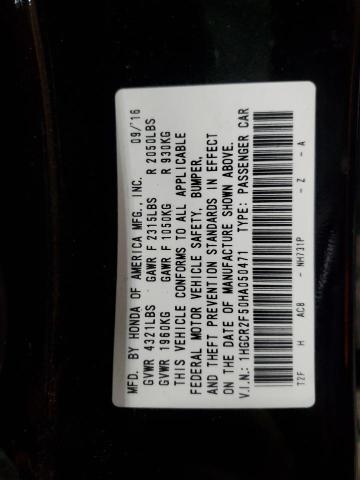 MFD. BY HONDA OF AMERICA MFG.,INC. 09/16
GVWR 4321LBS GAWR F 2315LBS R 2050LBS
GVWR 1960KG GAWR F 1050KG R 930KG
THIS VEHICLE CONFORMS TO ALL APPLICABLE
FEDERAL MOTOR VEHICLE SAFETY, BUMPER,
AND THEFT PREVENTION STANDARDS IN EFFECT
ON THE DATE OF MANUFACTURE SHOWN ABOVE.
V.I.N.: 1HGCR2F50HA050471 TYPE: PASSENGER CAR
T2F H AC8 - NH731P - Z - A